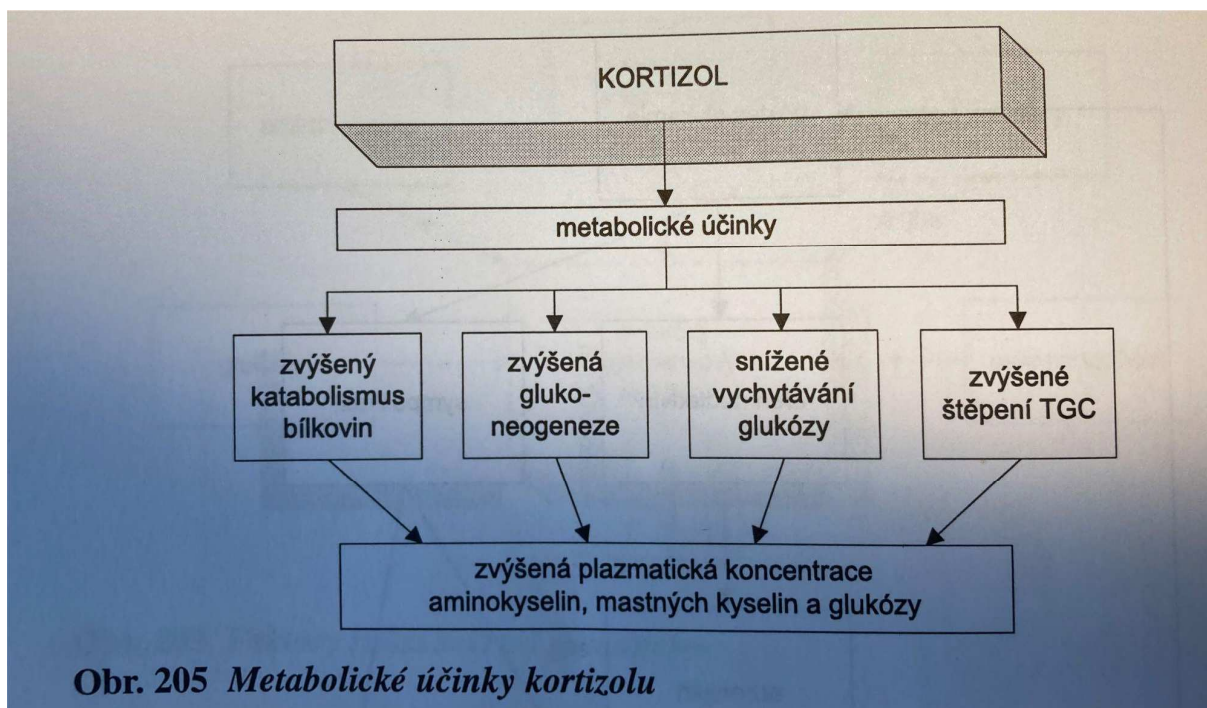 KORTIZOL
metabolické účinky
zvýšený
katabolismus
bílkovin
zvýšená
gluko-
neogeneze
snížené
vychytávání
glukózy
zvýšené
štěpení TGC
zvýšená plazmatická koncentrace
aminokyselin, mastných kyselin a glukózy
Obr. 205 Metabolické účinky kortizolu